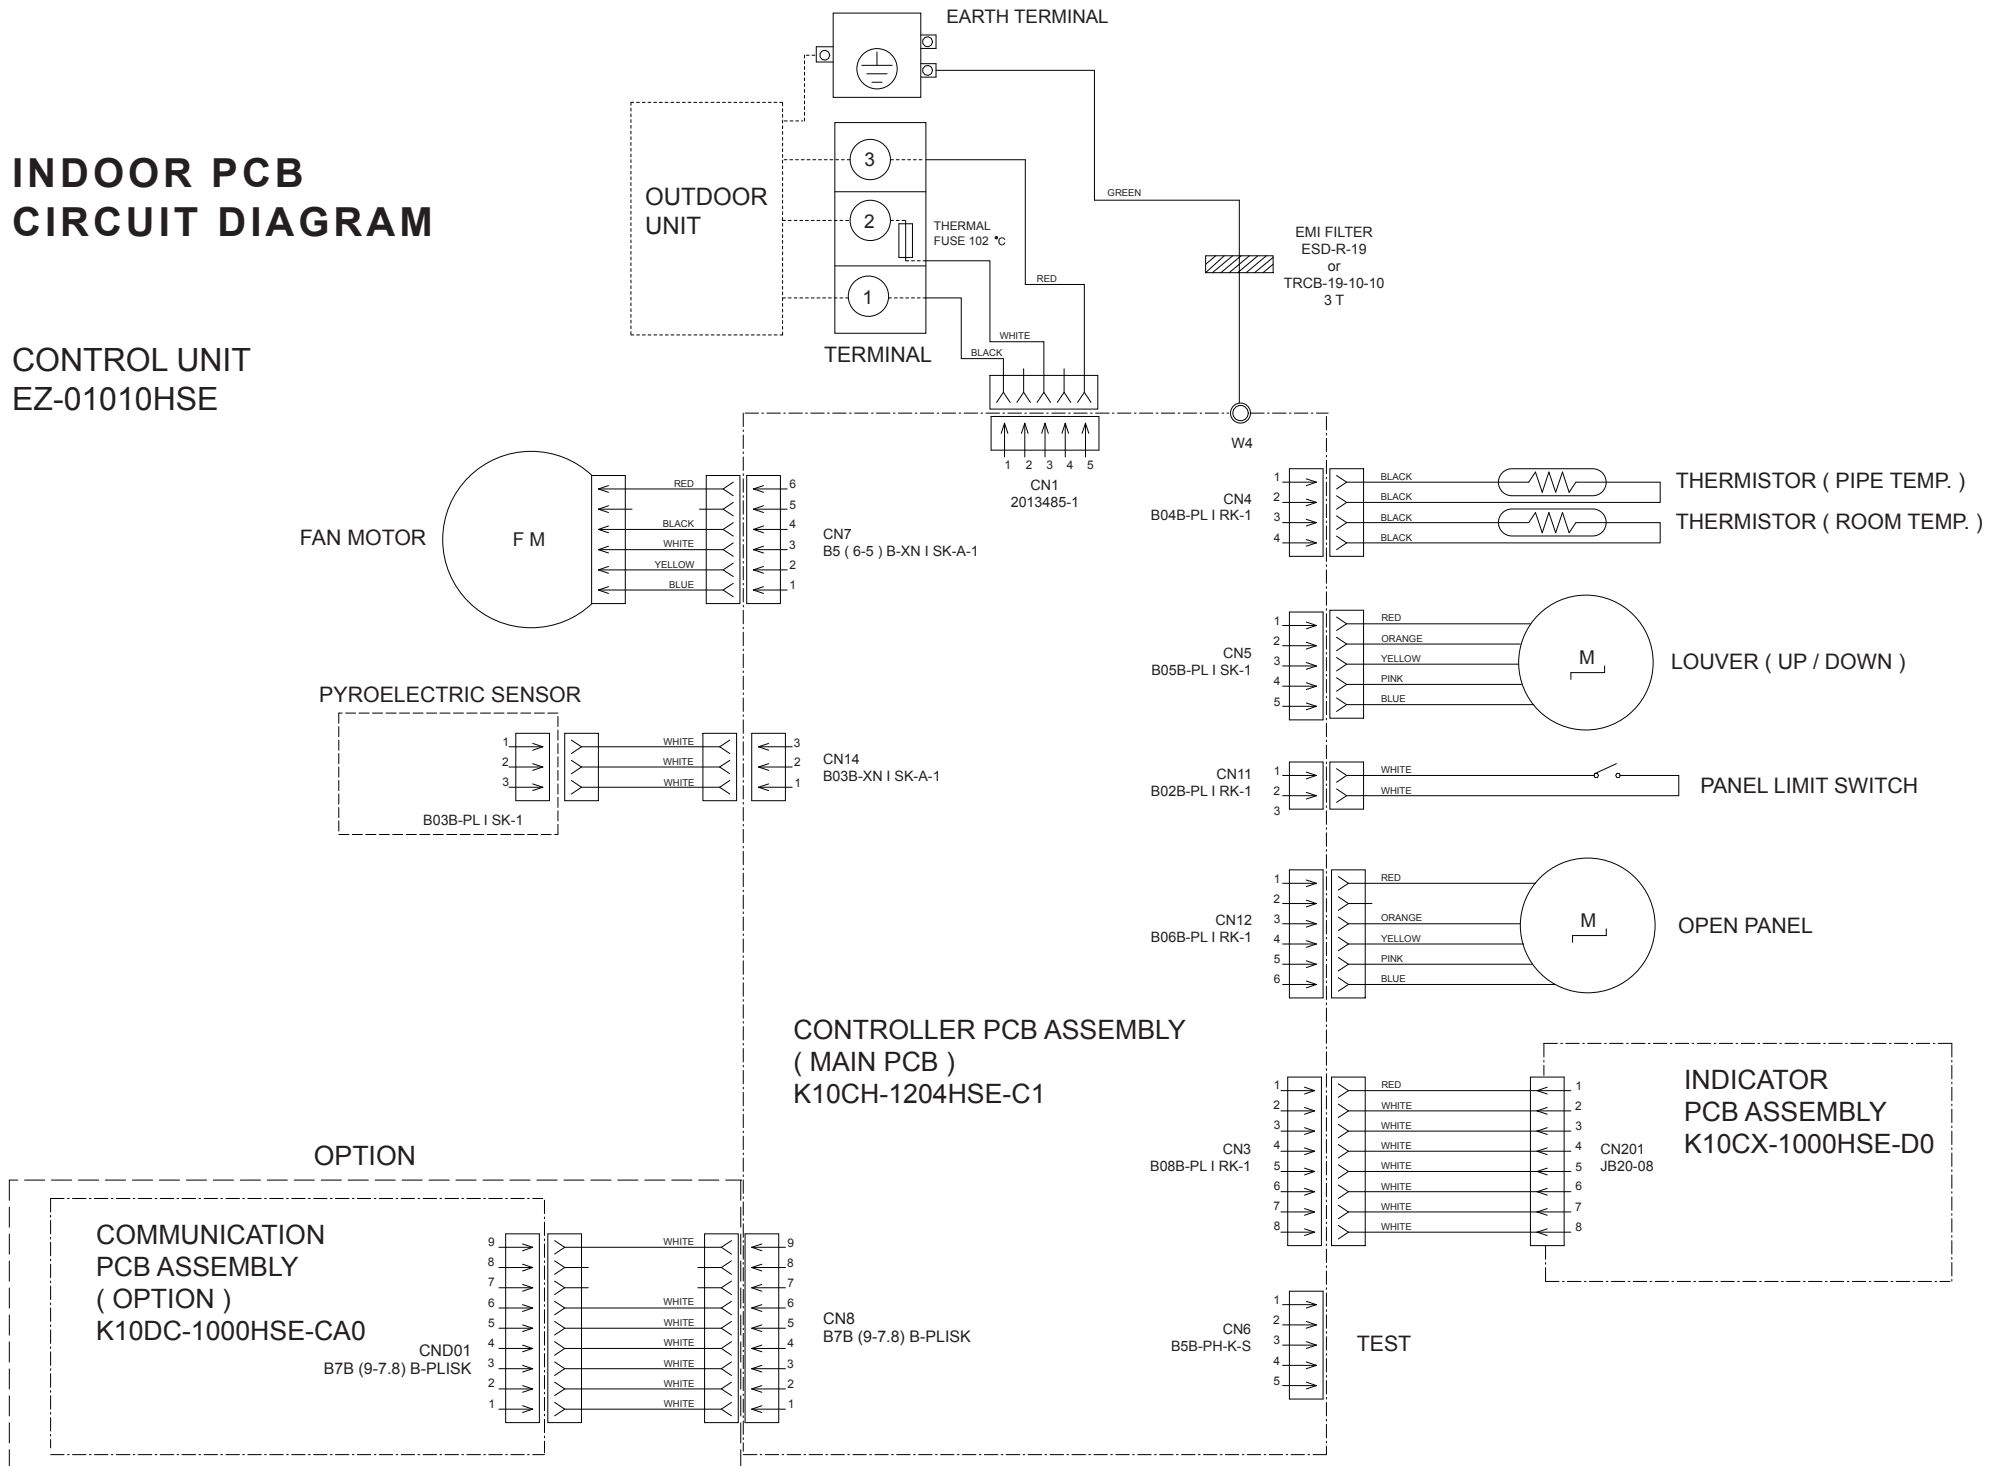 EARTH TERMINAL
INDOOR PCB
CIRCUIT DIAGRAM
CONTROL UNIT
EZ-01010HSE
OUTDOOR
UNIT
3
2
1
THERMAL
FUSE 102 °C
TERMINAL
GREEN
RED
WHITE
BLACK
EMI FILTER
ESD-R-19
or
TRCB-19-10-10
3 T
W4
1 2 3 4 5
CN1
2013485-1
FAN MOTOR
F M
RED
BLACK
WHITE
YELLOW
BLUE
6
5
4
3
2
1
CN7
B5 ( 6-5 ) B-XN I SK-A-1
CN4
B04B-PL I RK-1
1
2
3
4
BLACK
BLACK
BLACK
BLACK
THERMISTOR ( PIPE TEMP. )
THERMISTOR ( ROOM TEMP. )
CN5
B05B-PL I SK-1
1
2
3
4
5
RED
ORANGE
YELLOW
PINK
BLUE
M
LOUVER ( UP / DOWN )
PYROELECTRIC SENSOR
1
2
3
B03B-PL I SK-1
WHITE
WHITE
WHITE
3
2
1
CN14
B03B-XN I SK-A-1
CN11
B02B-PL I RK-1
1
2
3
WHITE
WHITE
PANEL LIMIT SWITCH
CN12
B06B-PL I RK-1
1
2
3
4
5
6
RED
ORANGE
YELLOW
PINK
BLUE
M
OPEN PANEL
CONTROLLER PCB ASSEMBLY
( MAIN PCB )
K10CH-1204HSE-C1
CN3
B08B-PL I RK-1
1
2
3
4
5
6
7
8
RED
WHITE
WHITE
WHITE
WHITE
WHITE
WHITE
WHITE
1
2
3
4
5
6
7
8
CN201
JB20-08
INDICATOR
PCB ASSEMBLY
K10CX-1000HSE-D0
OPTION
COMMUNICATION
PCB ASSEMBLY
( OPTION )
K10DC-1000HSE-CA0
CND01
B7B (9-7.8) B-PLISK
9
8
7
6
5
4
3
2
1
WHITE
WHITE
WHITE
WHITE
WHITE
WHITE
WHITE
9
8
7
6
5
4
3
2
1
CN8
B7B (9-7.8) B-PLISK
CN6
B5B-PH-K-S
1
2
3
4
5
TEST